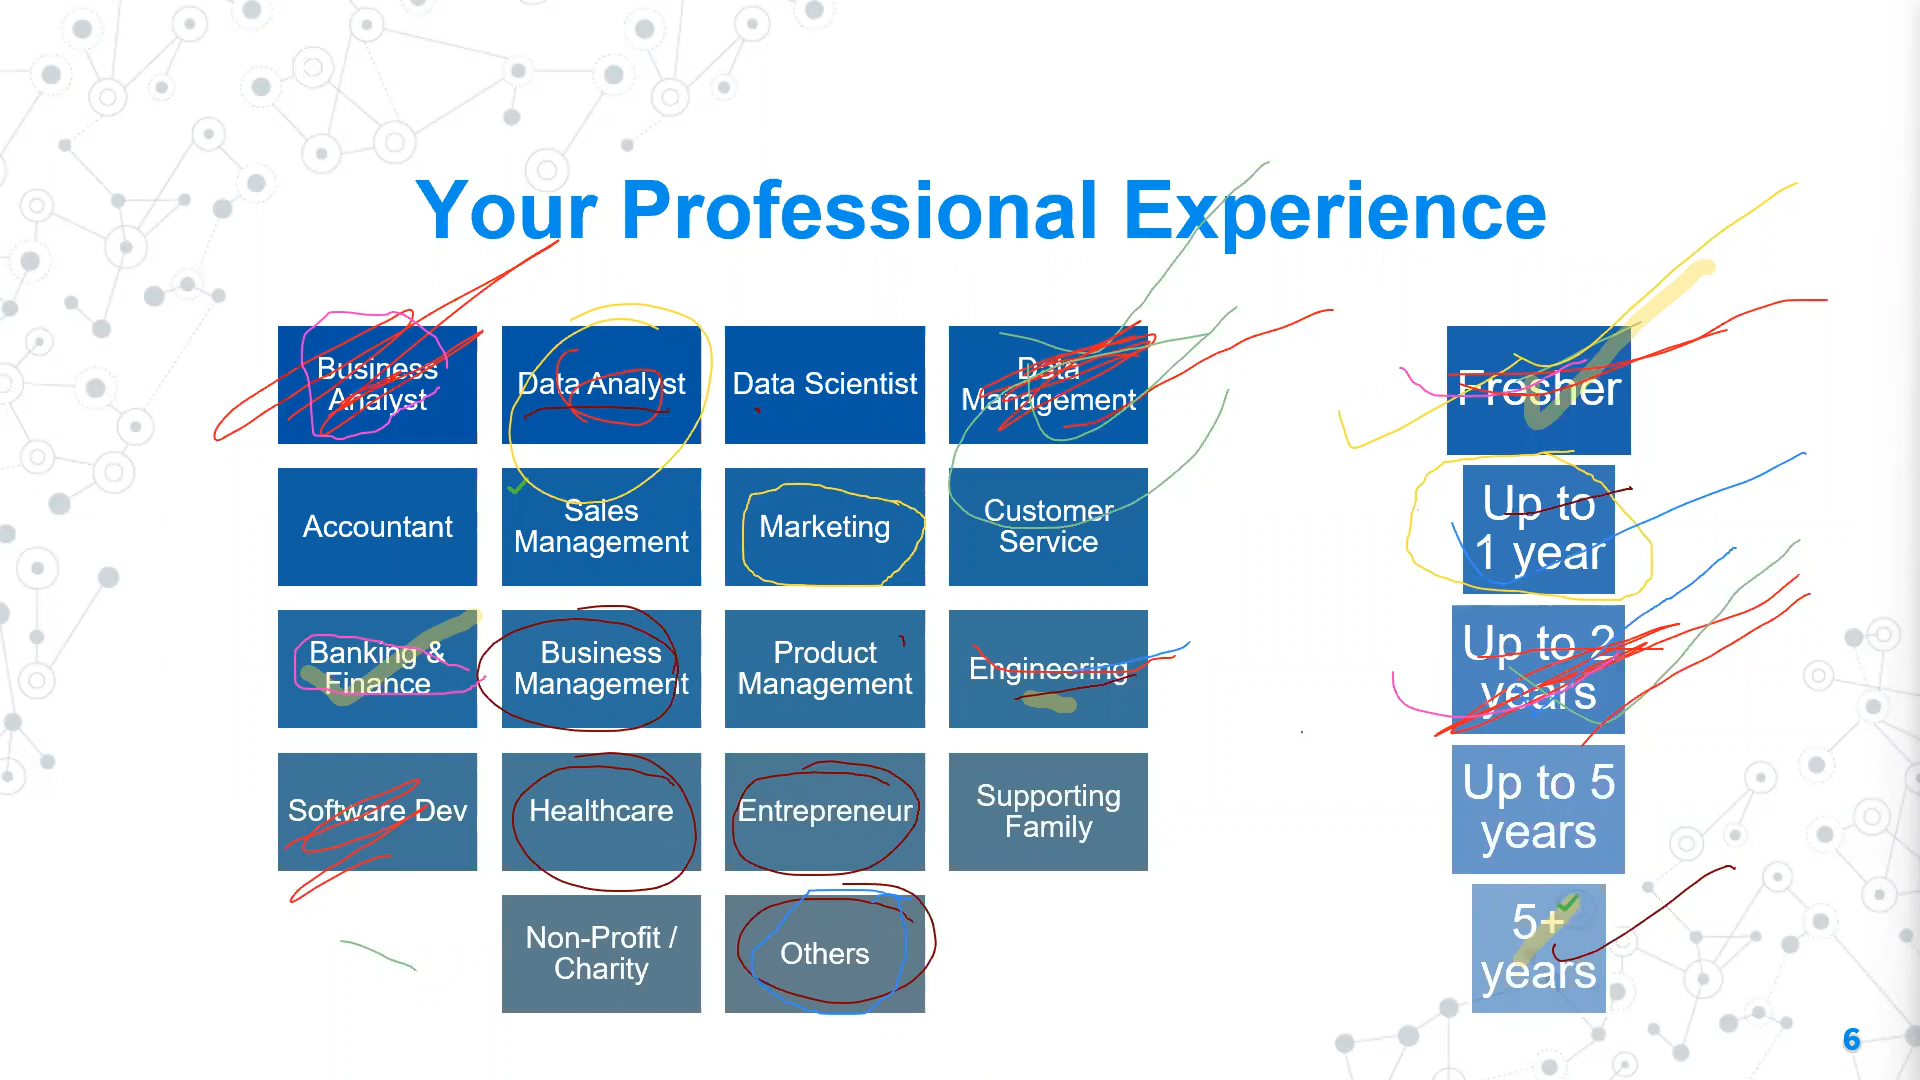 Your Professional Experience
Business
Analyst
Data Analyst
Data Scientist
Data
Management
Accountant
Sales
Management
Marketing
Customer
Service
Banking &
Finance
Business
Management
Product
Management
Engineering
Software Dev
Healthcare
Entrepreneur
Supporting
Family
Non-Profit /
Charity
Others
Fresher
Up to
1 year
Up to 2
years
Up to 5
years
5+
years
6